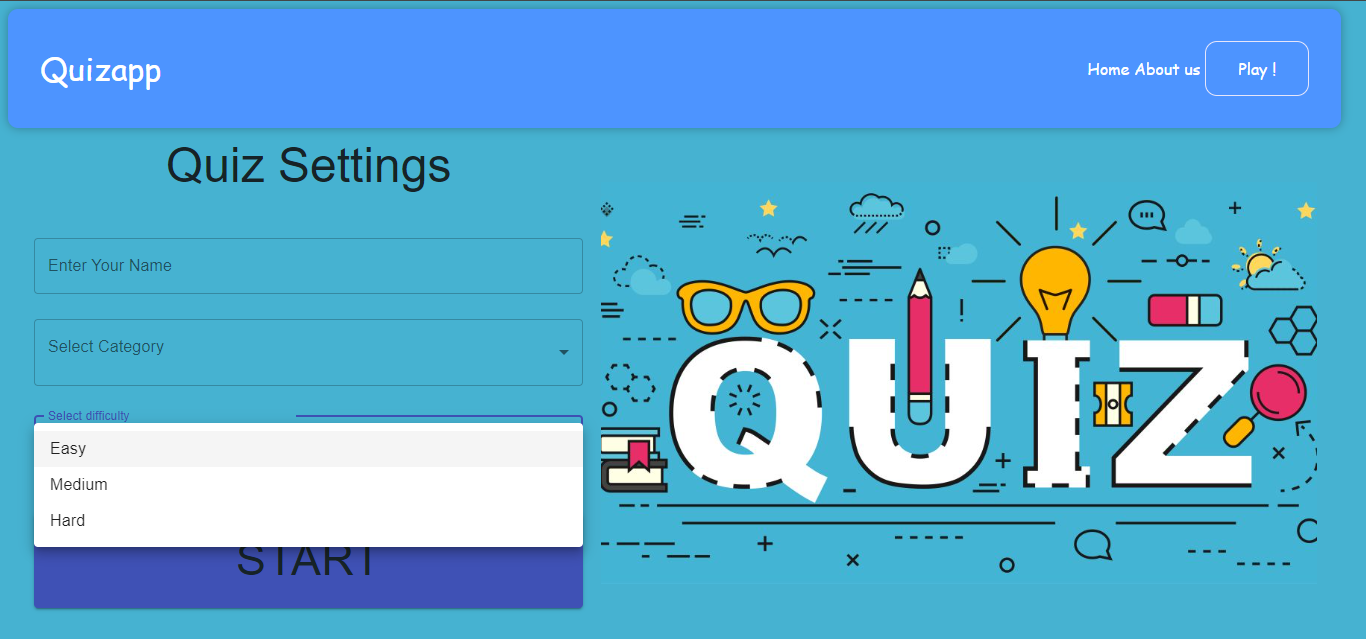 Quizapp
Home About us Play !
Quiz Settings
Enter Your Name
Select Category
Select difficulty
Easy
Medium
Hard
START
QUIZ